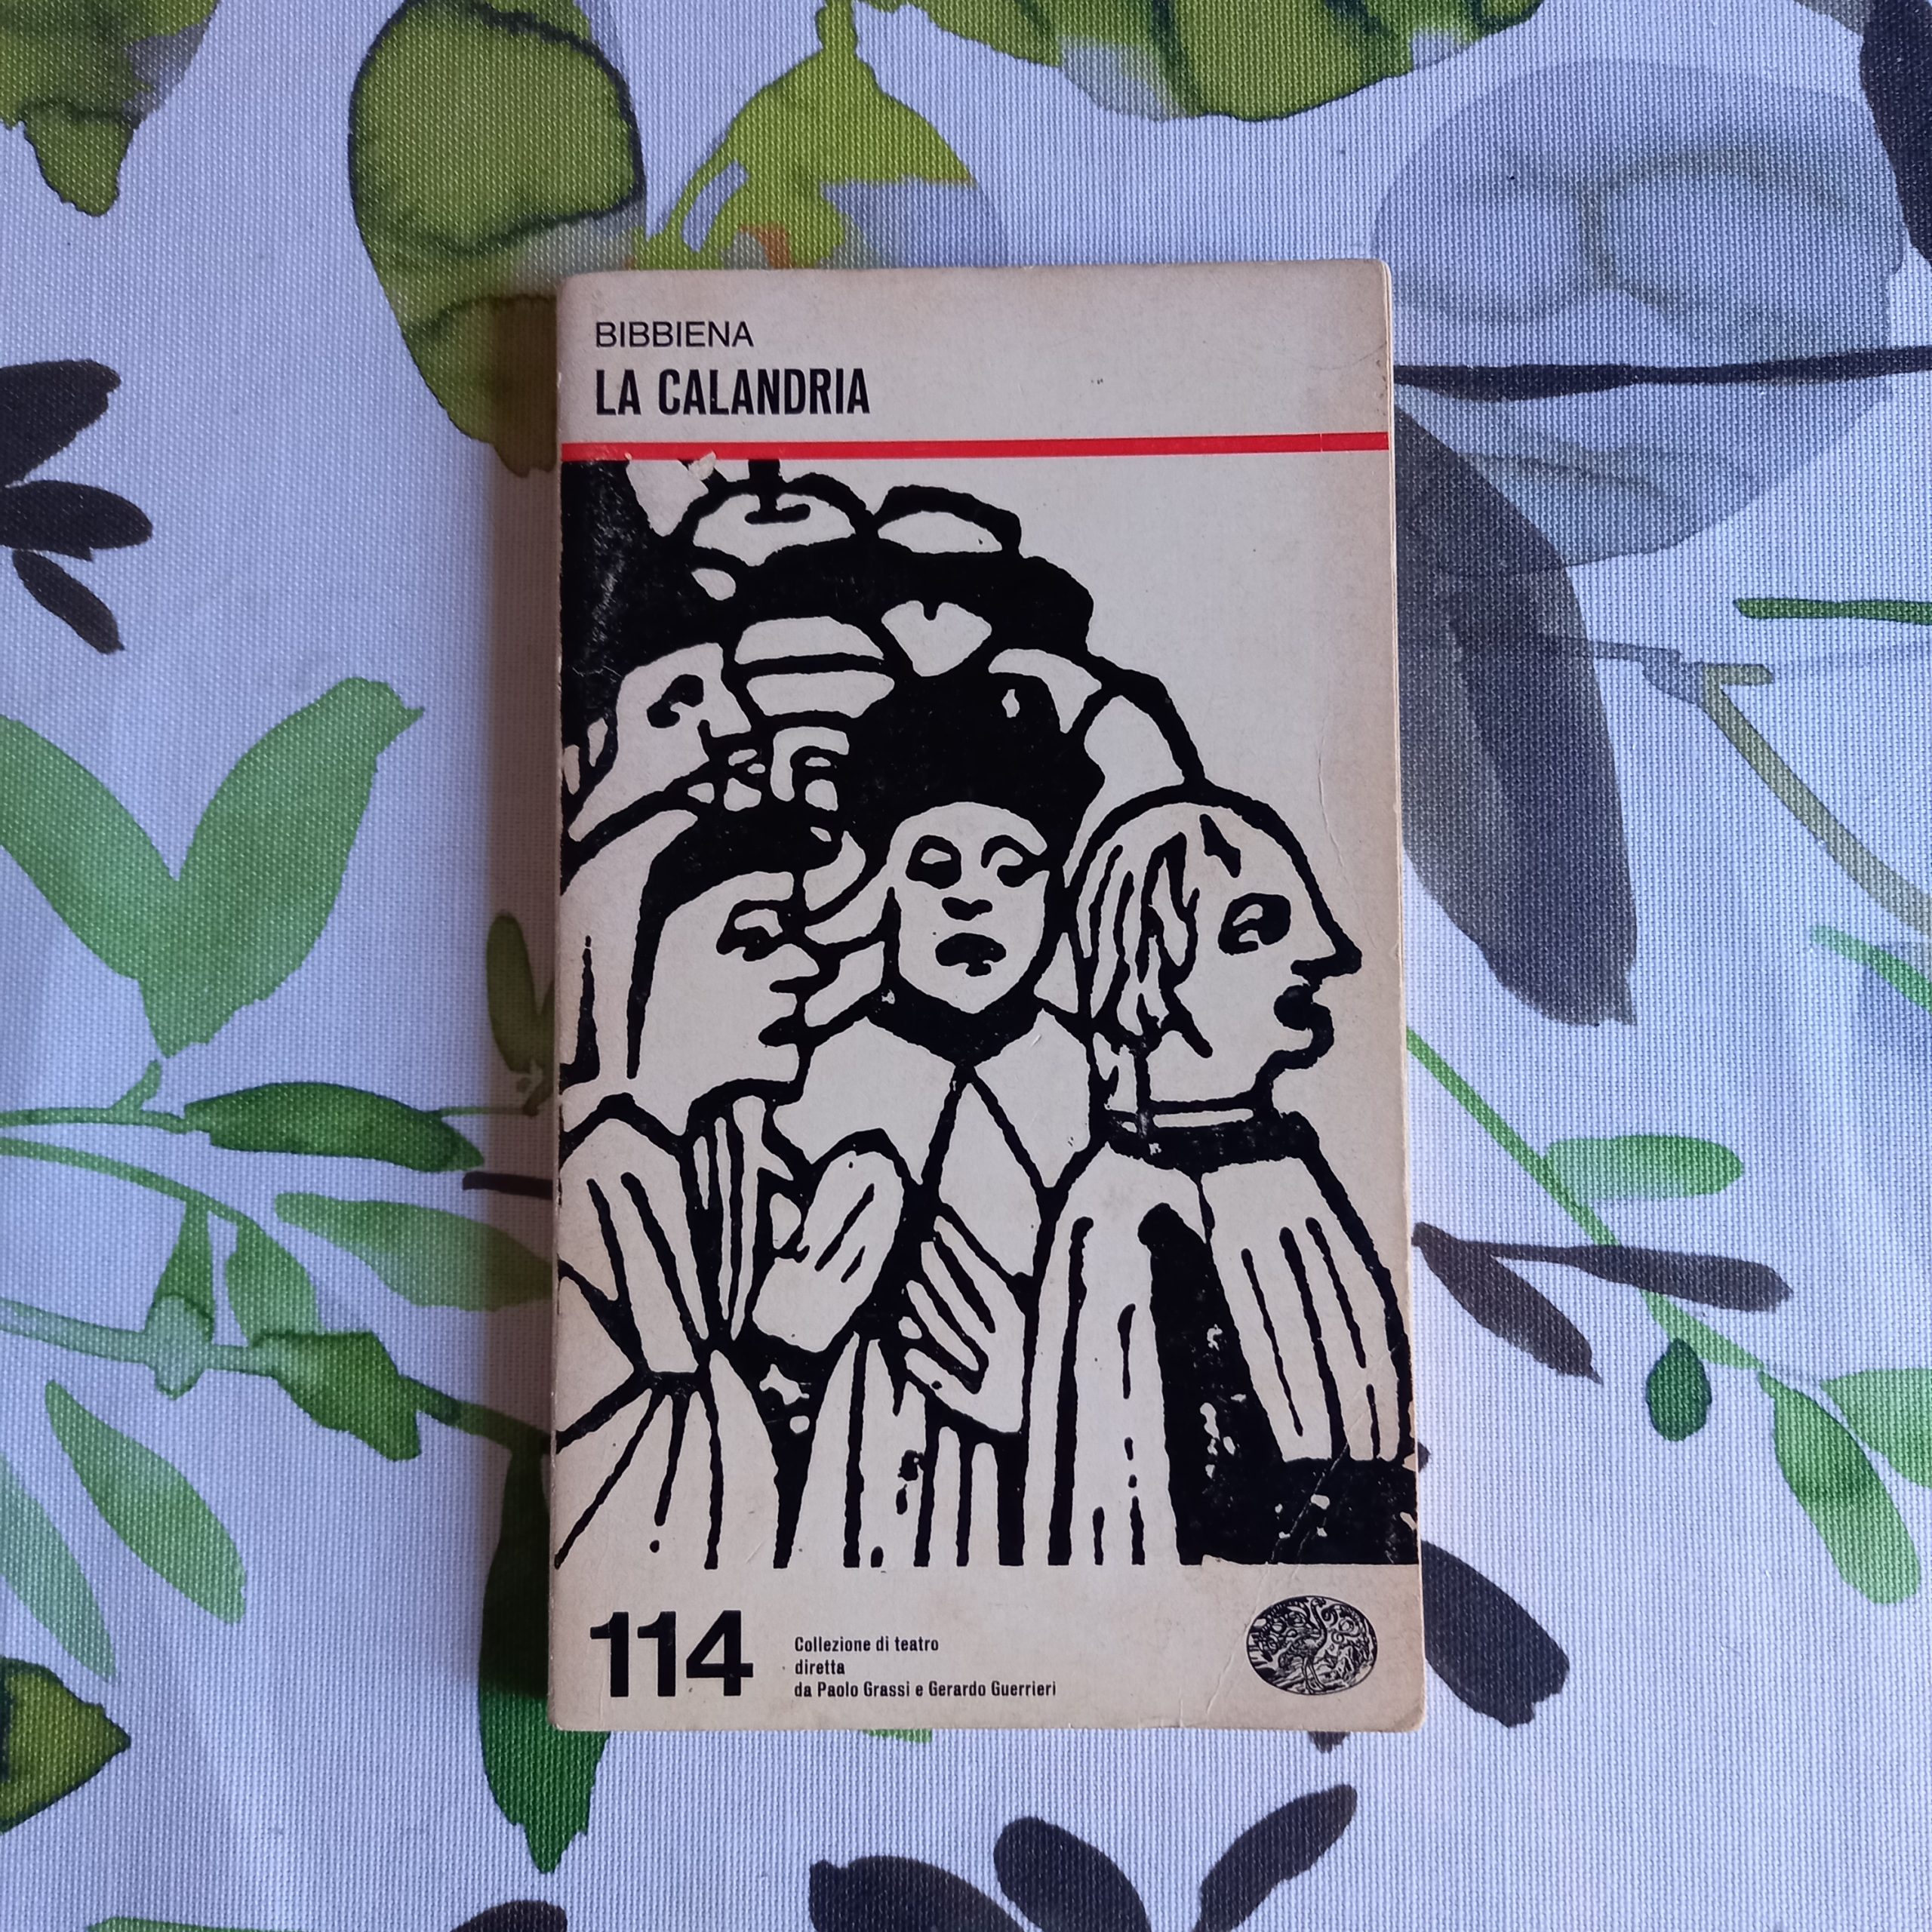 BIBBIENA
LA CALANDRIA
114
Collezione di teatro
diretta
da Paolo Grassi e Gerardo Guerrieri